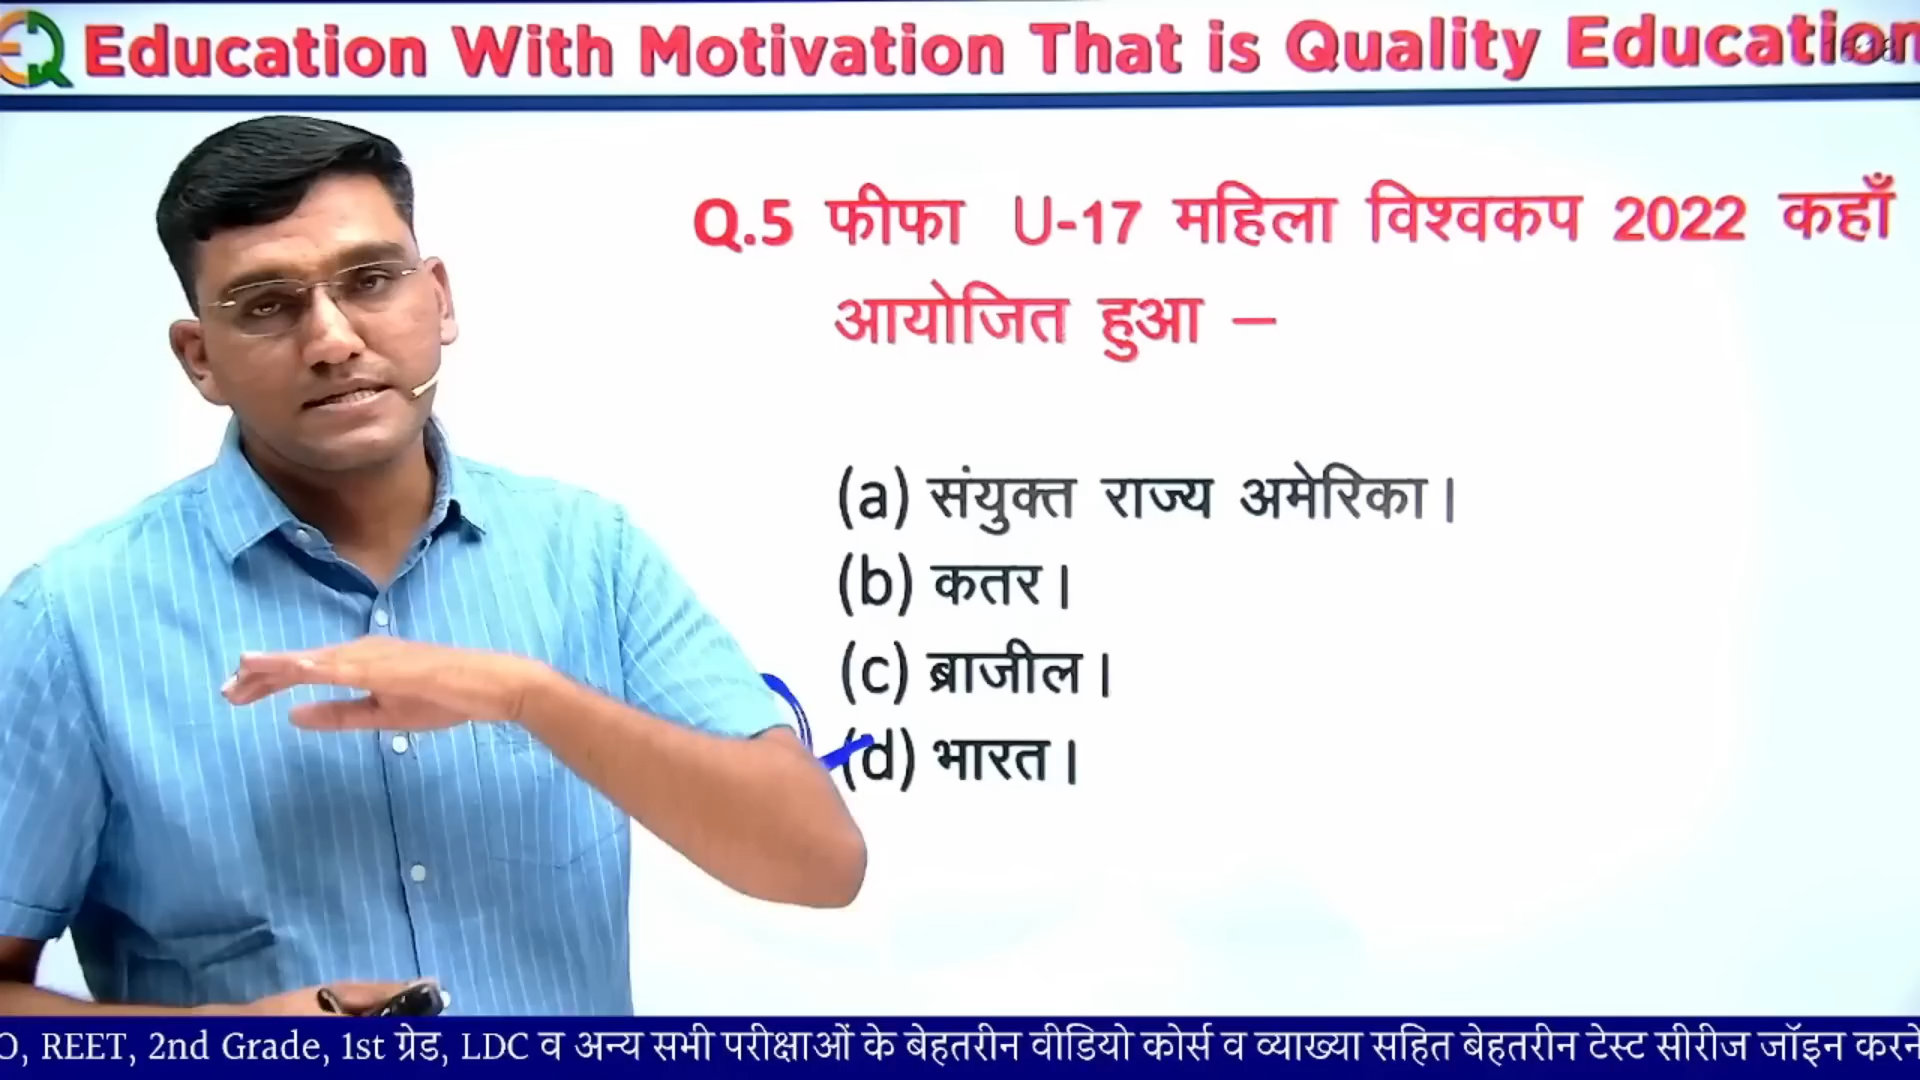 EQ Education With Motivation That is Quality Education
Q.5 फीफा U-17 महिला विश्वकप 2022 कहाँ
आयोजित हुआ –
(a) संयुक्त राज्य अमेरिका।
(b) कतर।
(c) ब्राजील।
(d) भारत।
O, REET, 2nd Grade, 1st ग्रेड, LDC व अन्य सभी परीक्षाओं के बेहतरीन वीडियो कोर्स व व्याख्या सहित बेहतरीन टेस्ट सीरीज जॉइन करने